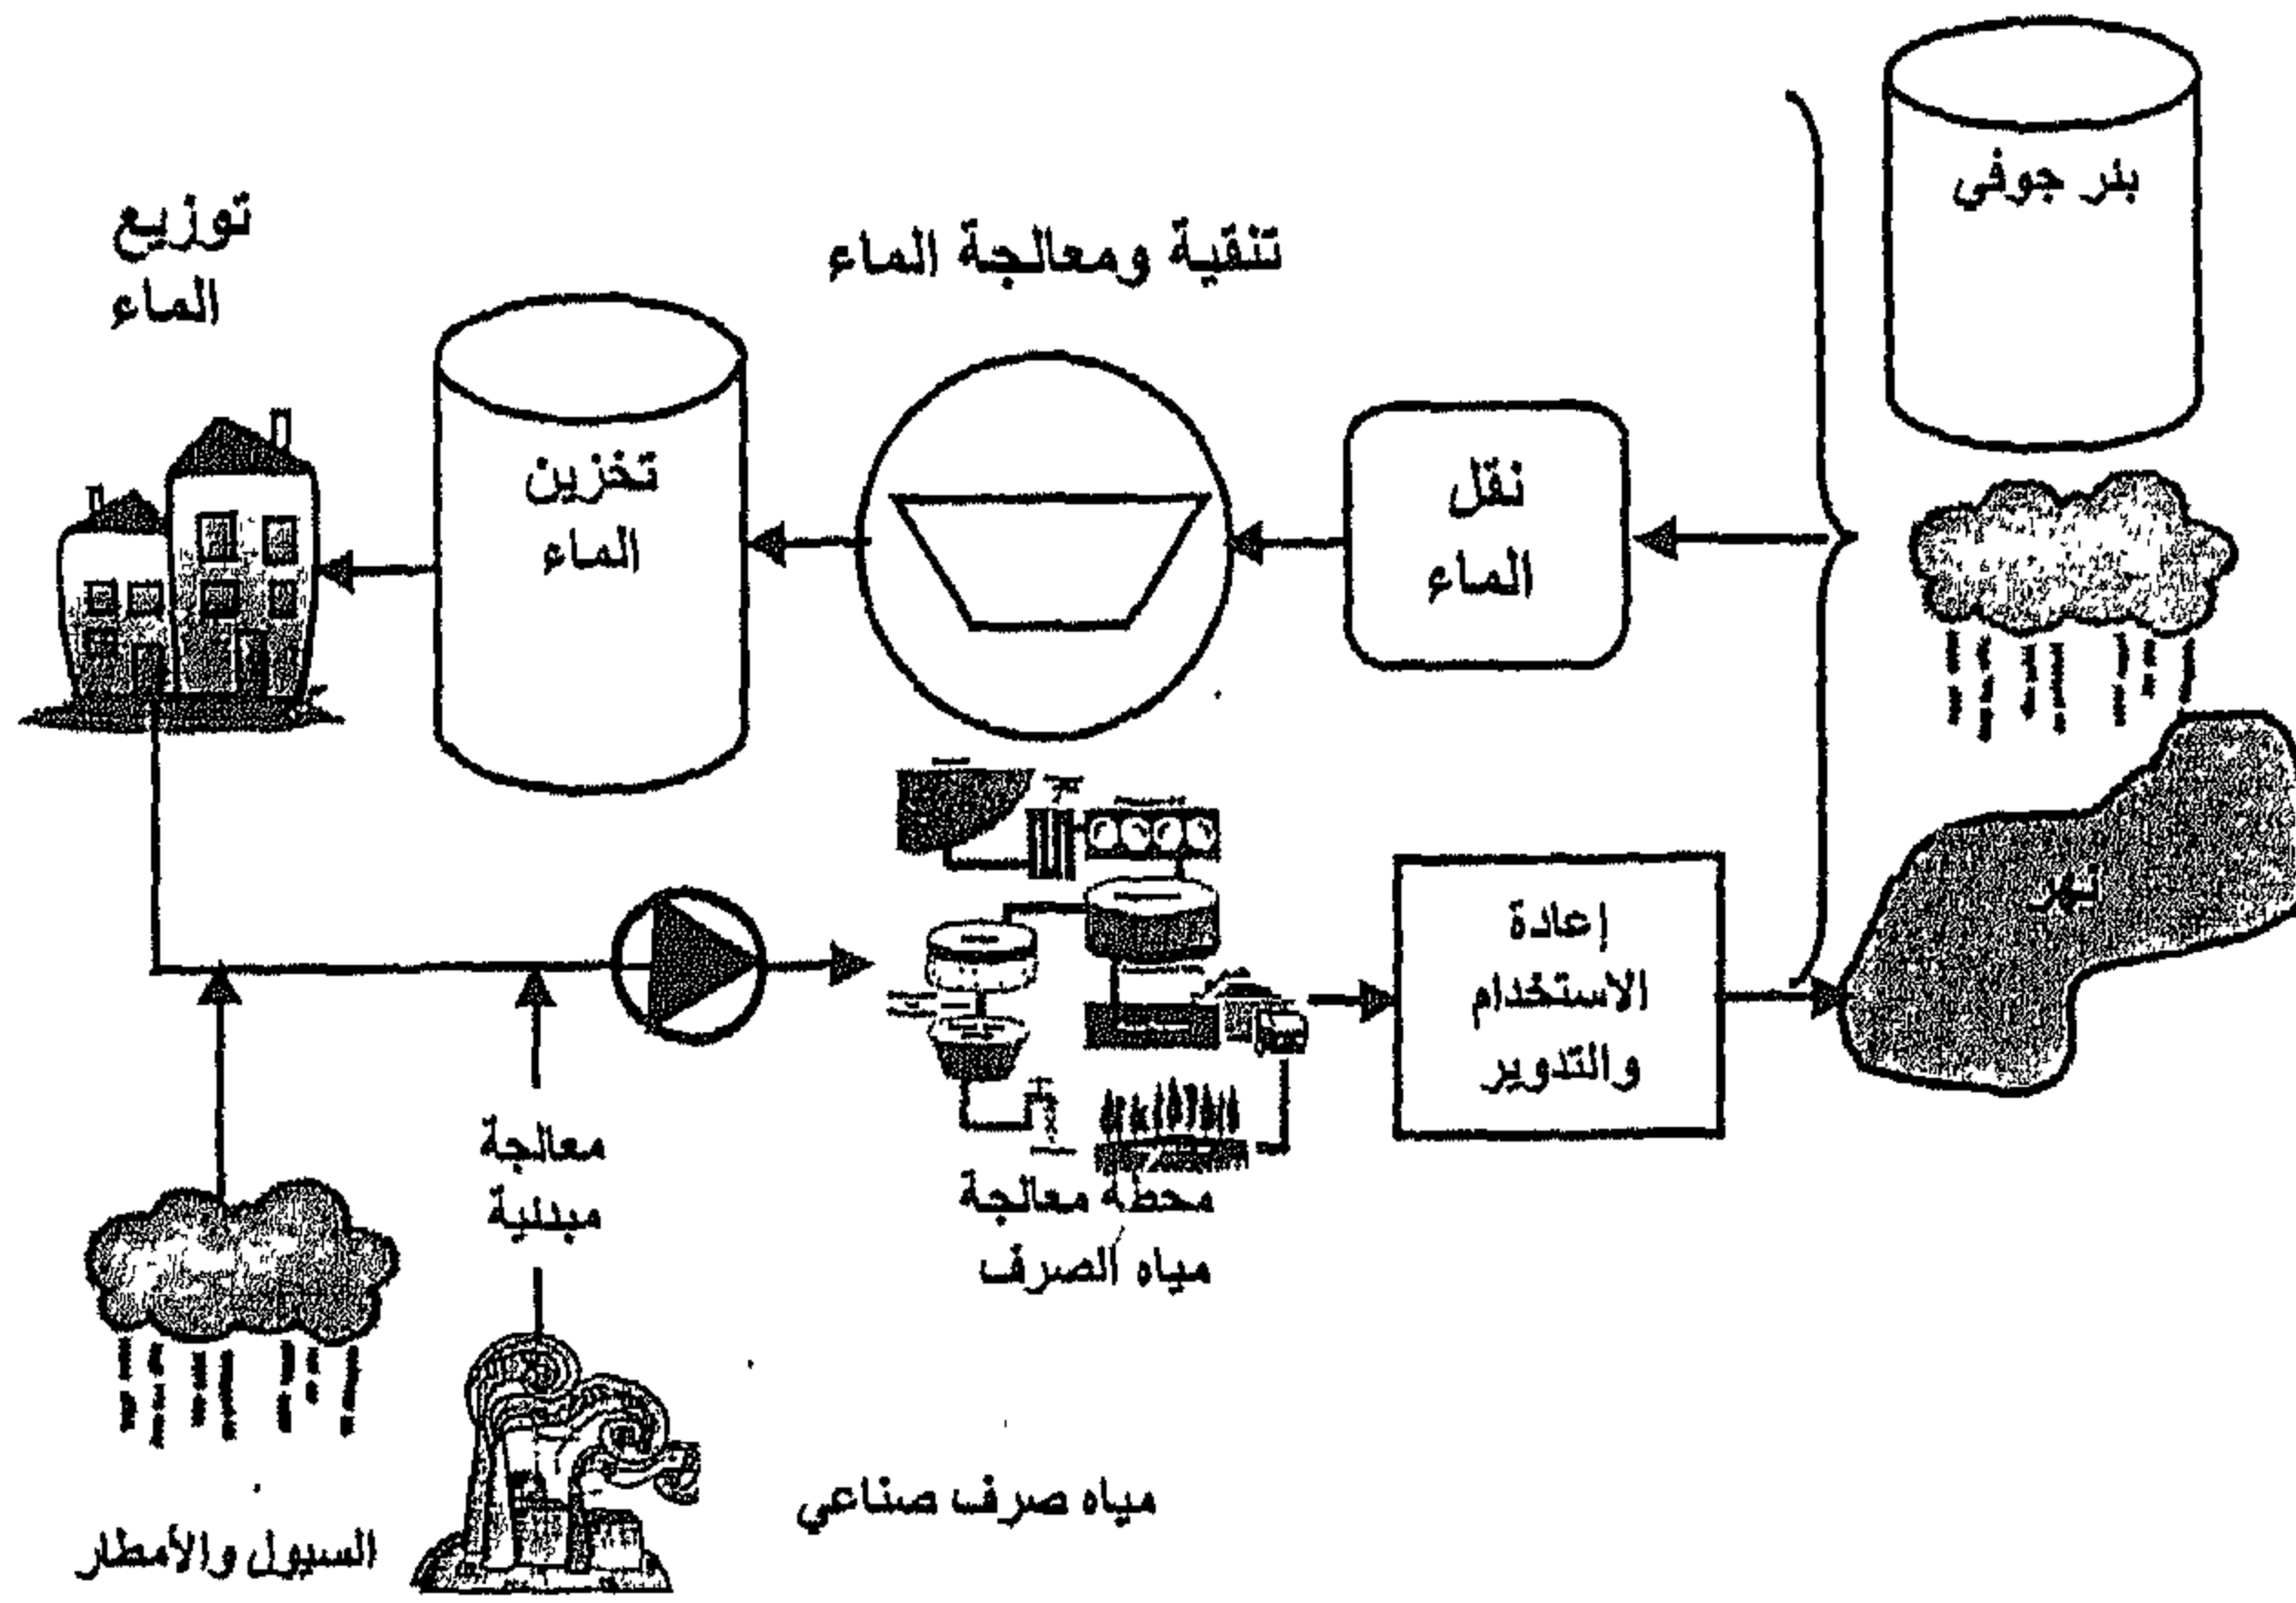 بئر جوفي
توزيع
الماء
تنقية ومعالجة الماء
تخزين
الماء
نقل
الماء
نهر
إعادة
الاستخدام
والتدوير
معالجة
مبدئية
محطة معالجة
مياه الصرف
مياه صرف صناعي
السيول والأمطار